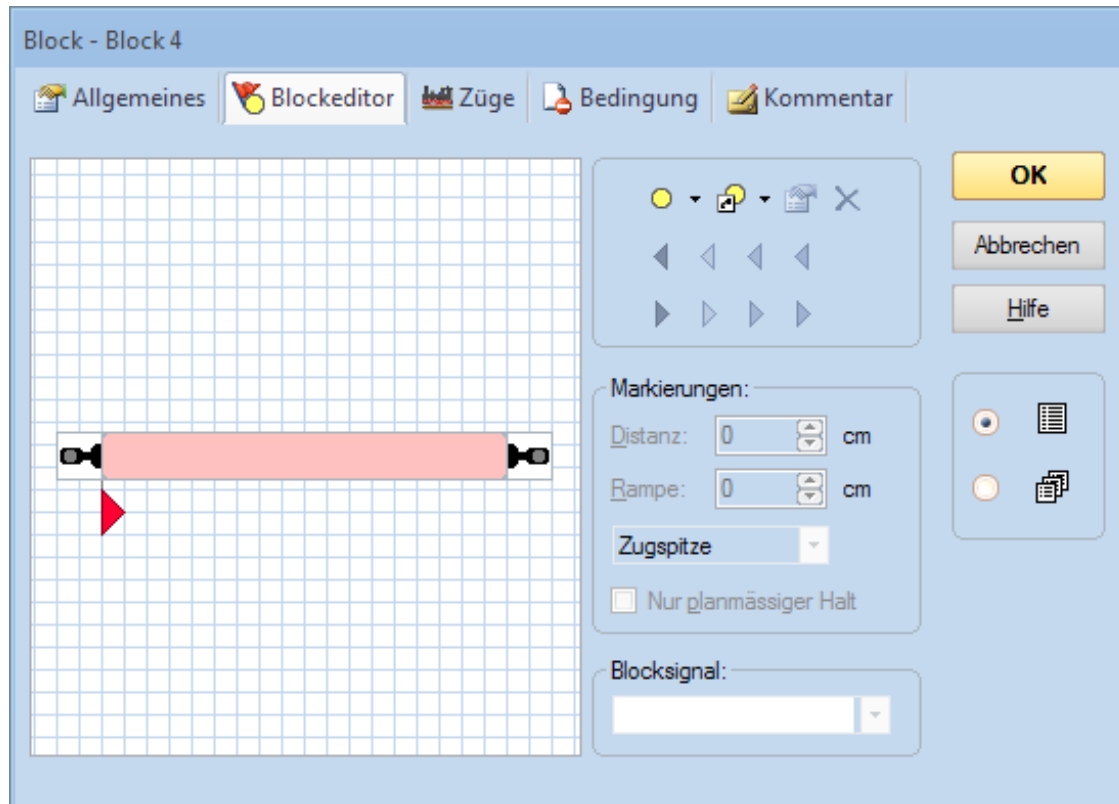 Block - Block 4
Allgemeines Blockeditor Züge Bedingung Kommentar
OK
Abbrechen
Hilfe
Markierungen:
Distanz: 0 cm
Rampe: 0 cm
Zugspitze
Nur planmässiger Halt
Blocksignal: